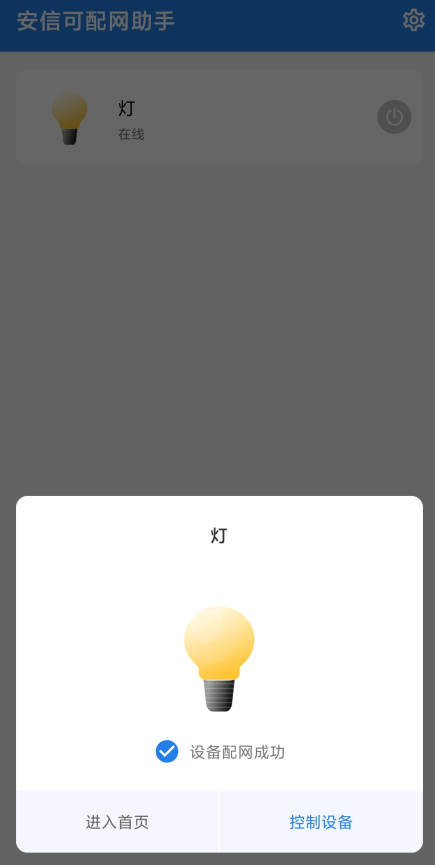 安信可配网助手
灯
在线
灯
设备配网成功
进入首页
控制设备